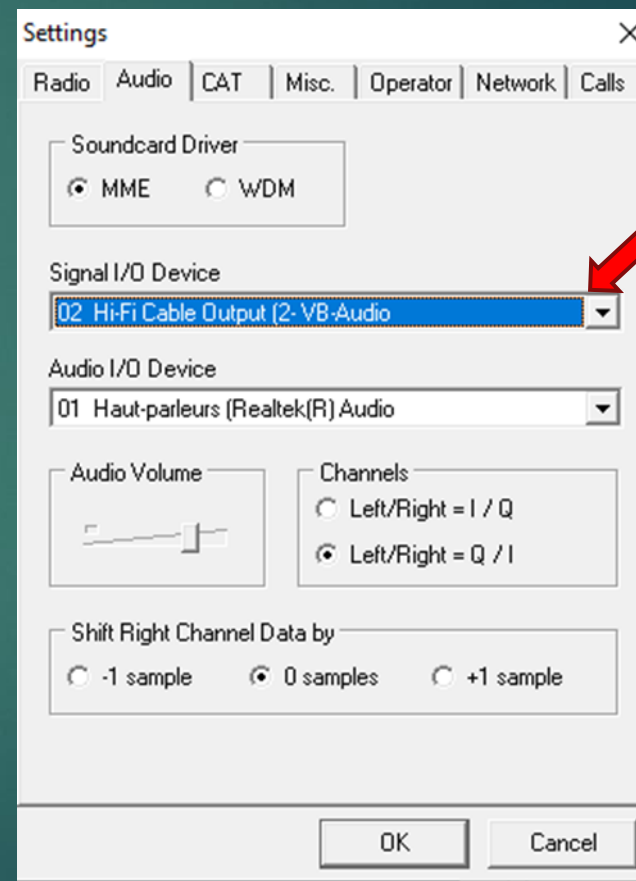 Settings
Radio Audio CAT Misc. Operator Network Calls
Soundcard Driver
MME WDM
Signal I/O Device
02 Hi-Fi Cable Output (2- VB-Audio
Audio I/O Device
01 Haut-parleurs (Realtek(R) Audio
Audio Volume
Channels
Left/Right = I / Q
Left/Right = Q / I
Shift Right Channel Data by
-1 sample 0 samples +1 sample
OK Cancel